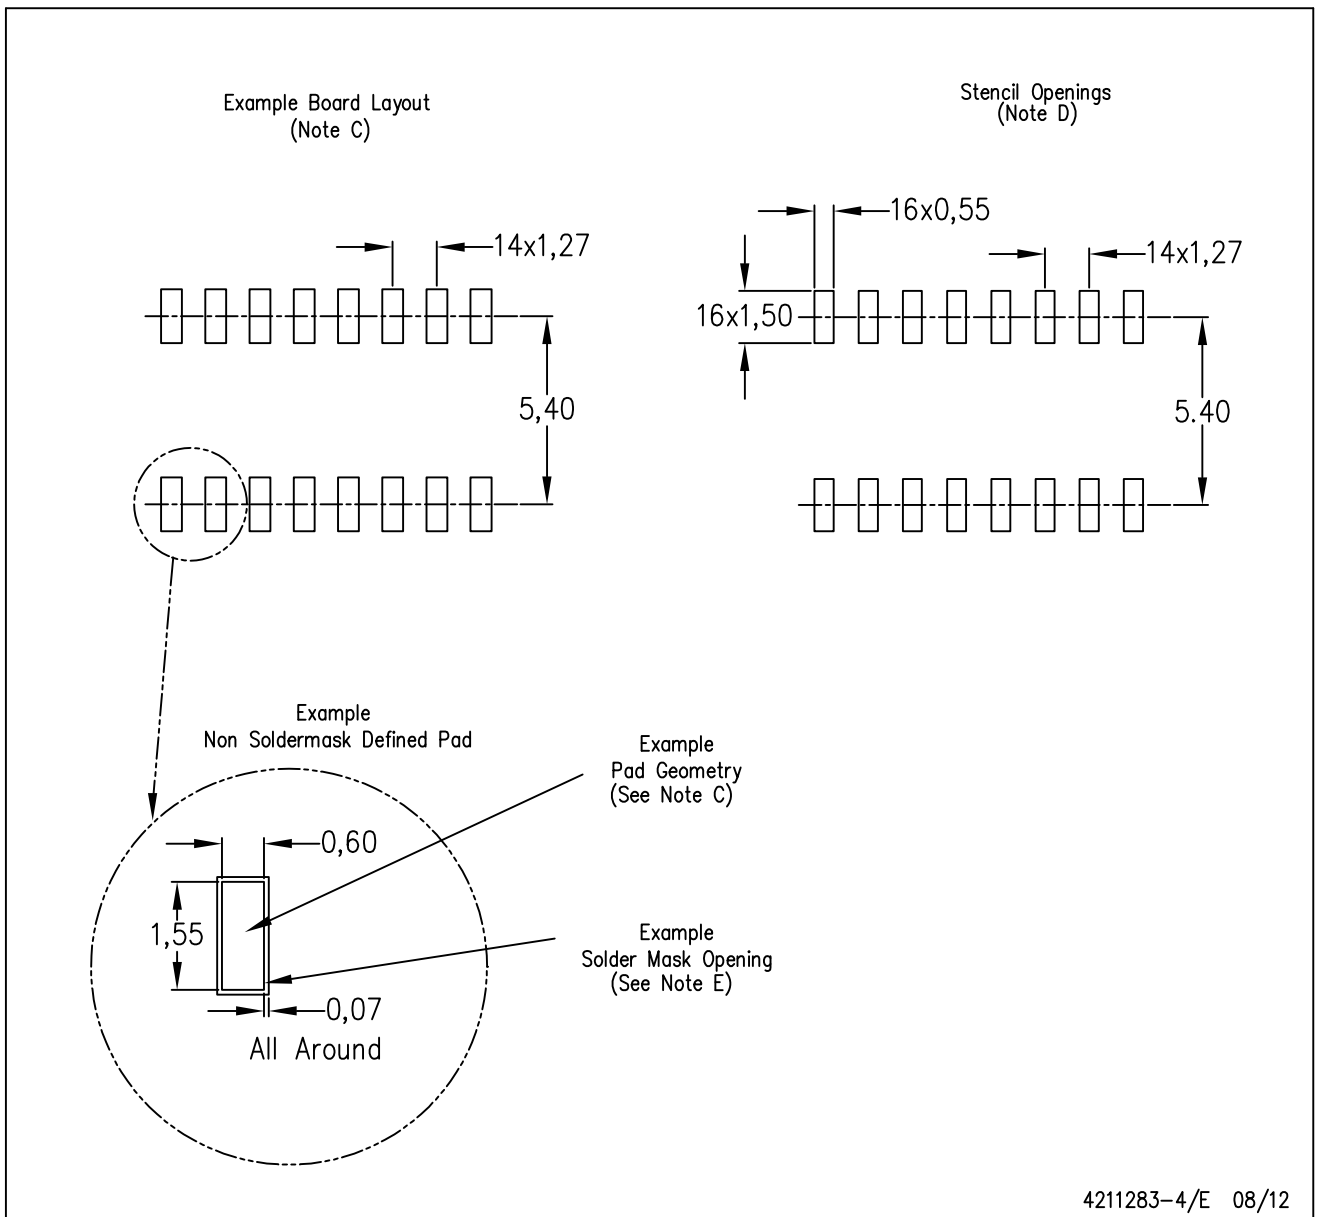 Example Board Layout
(Note C)
Stencil Openings
(Note D)
14x1,27
5,40
16x0,55
14x1,27
16x1,50
5.40
Example
Non Soldermask Defined Pad
Example
Pad Geometry
(See Note C)
0,60
1,55
Example
Solder Mask Opening
(See Note E)
0,07
All Around
4211283-4/E 08/12